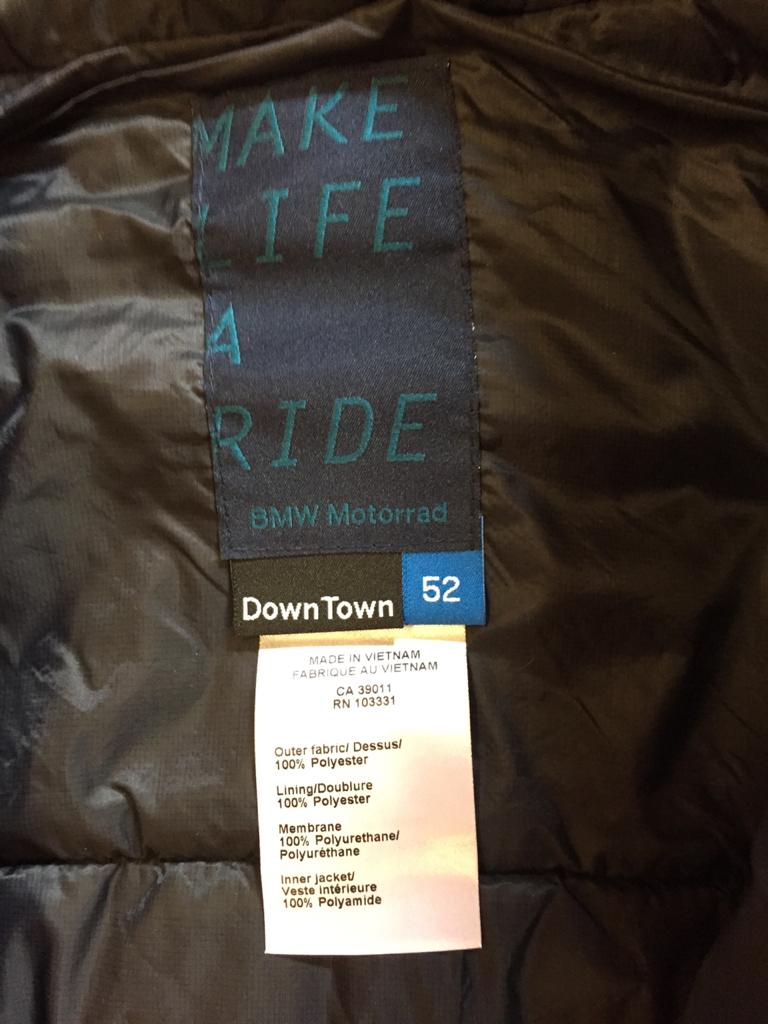 MAKE
LIFE
A
RIDE
BMW Motorrad
DownTown
52
MADE IN VIETNAM
FABRIQUE AU VIETNAM
CA 39011
RN 103331
Outer fabric/ Dessus/
100% Polyester
Lining/Doublure
100% Polyester
Membrane
100% Polyurethane/
Polyuréthane
Inner jacket/
Veste intérieure
100% Polyamide